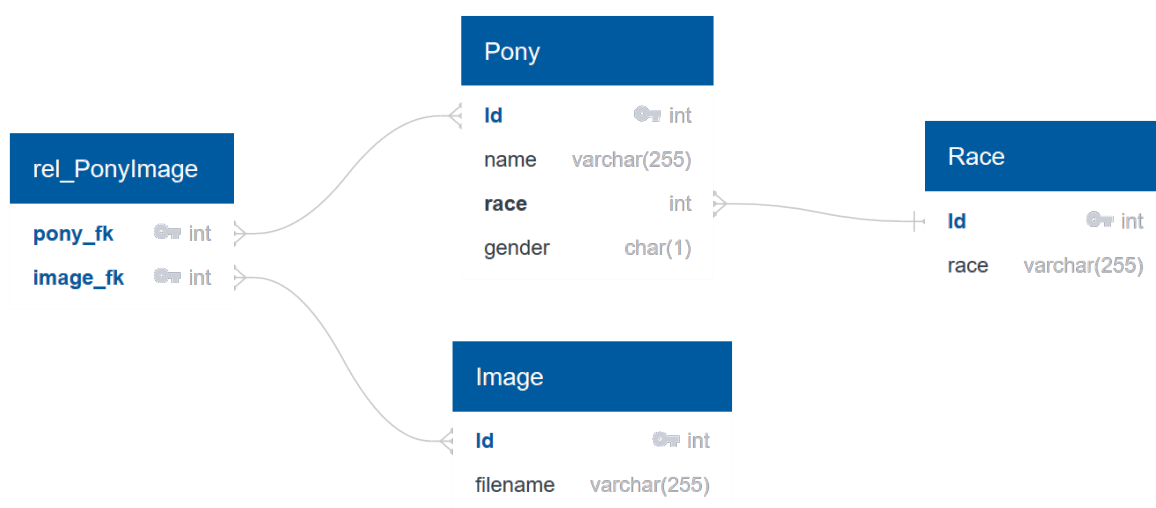 rel_PonyImage
pony_fk int
image_fk int
Pony
Id int
name varchar(255)
race int
gender char(1)
Image
Id int
filename varchar(255)
Race
Id int
race varchar(255)